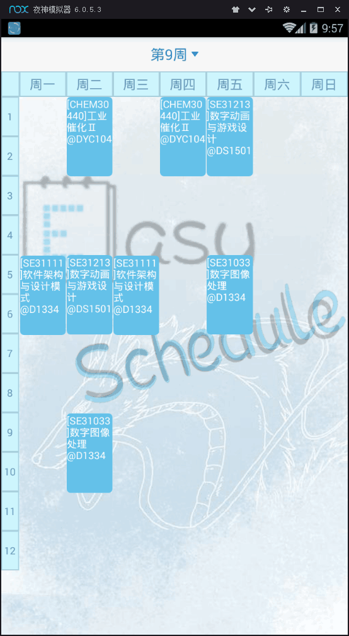 nox 夜神模拟器 6.0.5.3
9:57
第9周
周一 周二 周三 周四 周五 周六 周日
1
[CHEM30
440]工业
催化Ⅱ
@DYC104
[CHEM30
440]工业
催化Ⅱ
@DYC104
[SE31213
]数字动画
与游戏设
计
@DS1501
2
3
4
Easy
5
[SE31111
]软件架构
与设计模
式
@D1334
[SE31213
]数字动画
与游戏设
计
@DS1501
[SE31111
]软件架构
与设计模
式
@D1334
[SE31033
]数字图像
处理
@D1334
6
Schedule
7
8
9
[SE31033
]数字图像
处理
@D1334
10
11
12